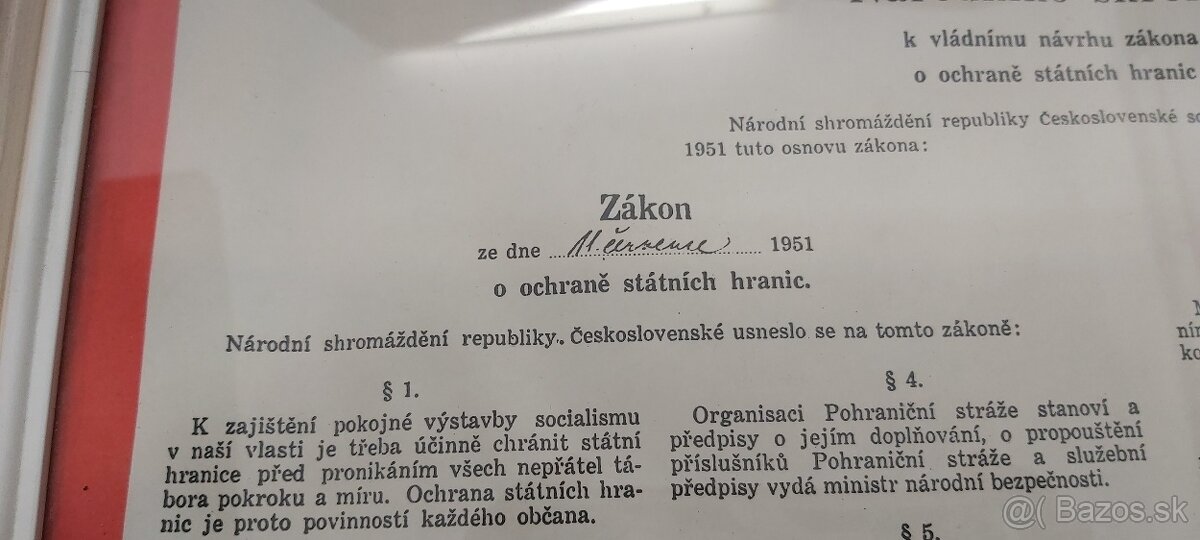 k vládnímu návrhu zákona
o ochraně státních hranic
Národní shromáždění republiky Československé
1951 tuto osnovu zákona:
Zákon
ze dne 11. července 1951
o ochraně státních hranic.
Národní shromáždění republiky. Československé usneslo se na tomto zákoně:
§ 1.
K zajištění pokojné výstavby socialismu
v naší vlasti je třeba účinně chránit státní
hranice před pronikáním všech nepřátel tá-
bora pokroku a míru. Ochrana státních hra-
nic je proto povinností každého občana.
§ 4.
Organisaci Pohraniční stráže stanoví a
předpisy o jejím doplňování, o propouštění
příslušníků Pohraniční stráže a služební
předpisy vydá ministr národní bezpečnosti.
§ 5.
@( Bazos.sk